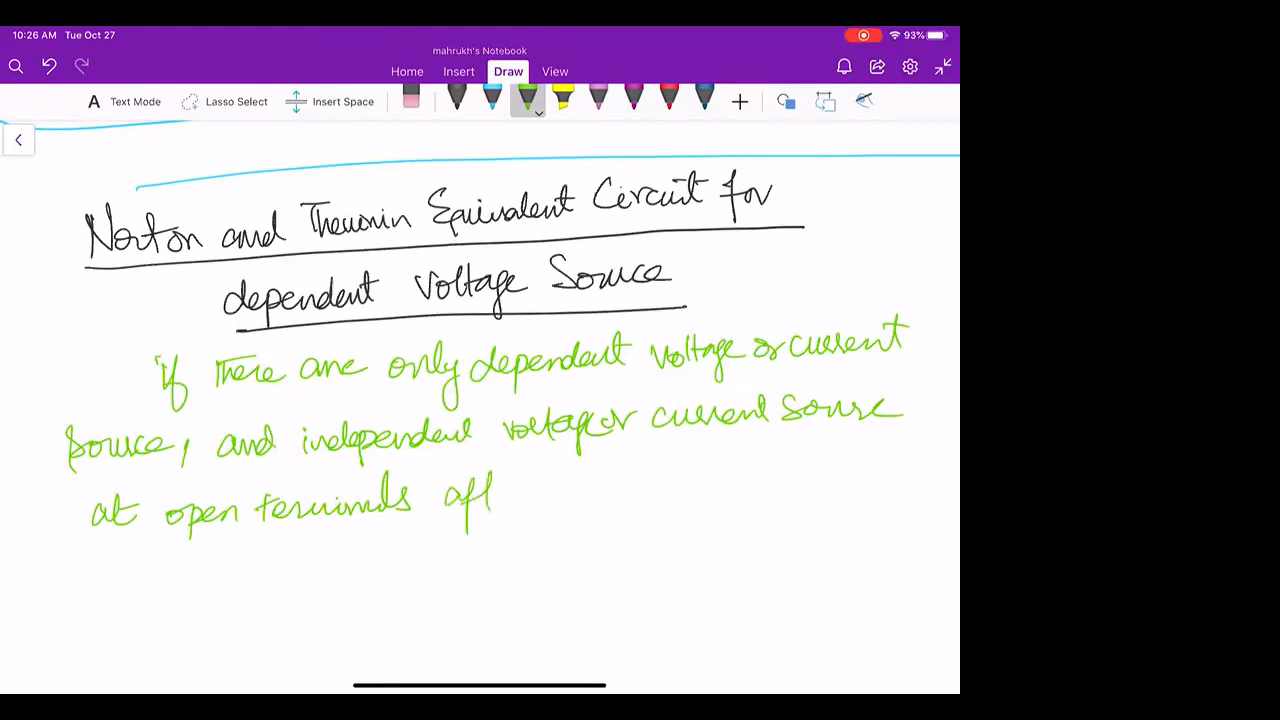 10:26 AM Tue Oct 27
93%
mahrukh's Notebook
Home Insert Draw View
Text Mode Lasso Select Insert Space
Norton and Thevenin Equivalent Circuit for
dependent Voltage Source
if there are only dependent voltage or current
source, and independent voltage or current source
at open terminals